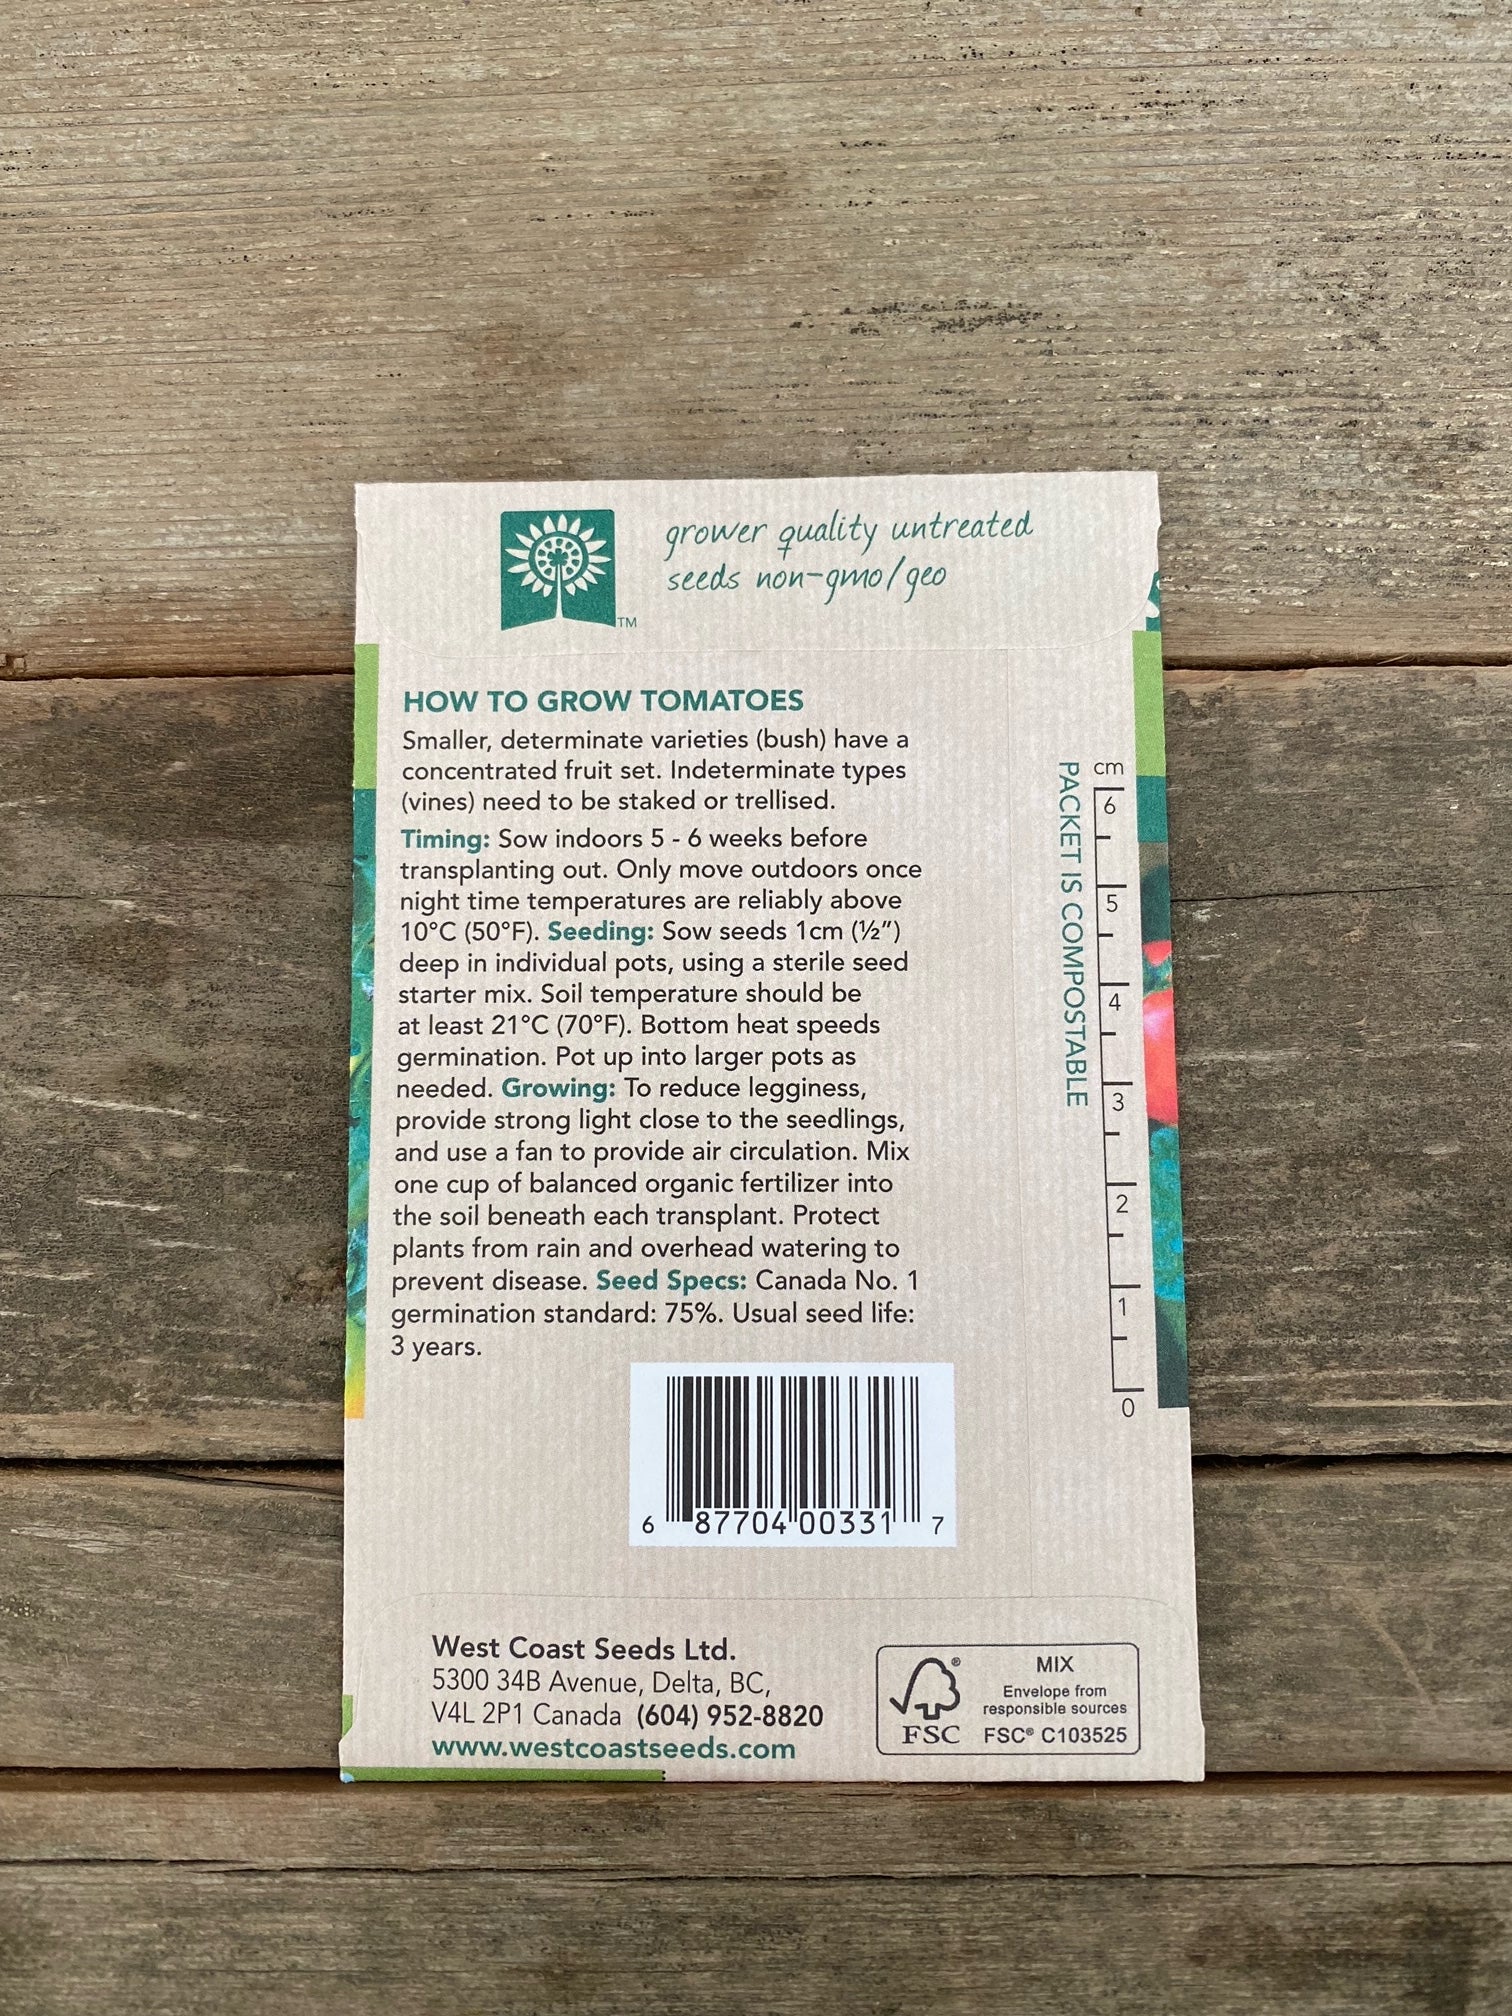 grower quality untreated
seeds non-gmo/geo
TM
HOW TO GROW TOMATOES
Smaller, determinate varieties (bush) have a
concentrated fruit set. Indeterminate types
(vines) need to be staked or trellised.
Timing: Sow indoors 5 - 6 weeks before
transplanting out. Only move outdoors once
night time temperatures are reliably above
10°C (50°F). Seeding: Sow seeds 1cm (½”)
deep in individual pots, using a sterile seed
starter mix. Soil temperature should be
at least 21°C (70°F). Bottom heat speeds
germination. Pot up into larger pots as
needed. Growing: To reduce legginess,
provide strong light close to the seedlings,
and use a fan to provide air circulation. Mix
one cup of balanced organic fertilizer into
the soil beneath each transplant. Protect
plants from rain and overhead watering to
prevent disease. Seed Specs: Canada No. 1
germination standard: 75%. Usual seed life:
3 years.
PACKET IS COMPOSTABLE
cm
6
5
4
3
2
1
0
6 87704 00331 7
West Coast Seeds Ltd.
5300 34B Avenue, Delta, BC,
V4L 2P1 Canada (604) 952-8820
www.westcoastseeds.com
®
FSC
MIX
Envelope from
responsible sources
FSC® C103525